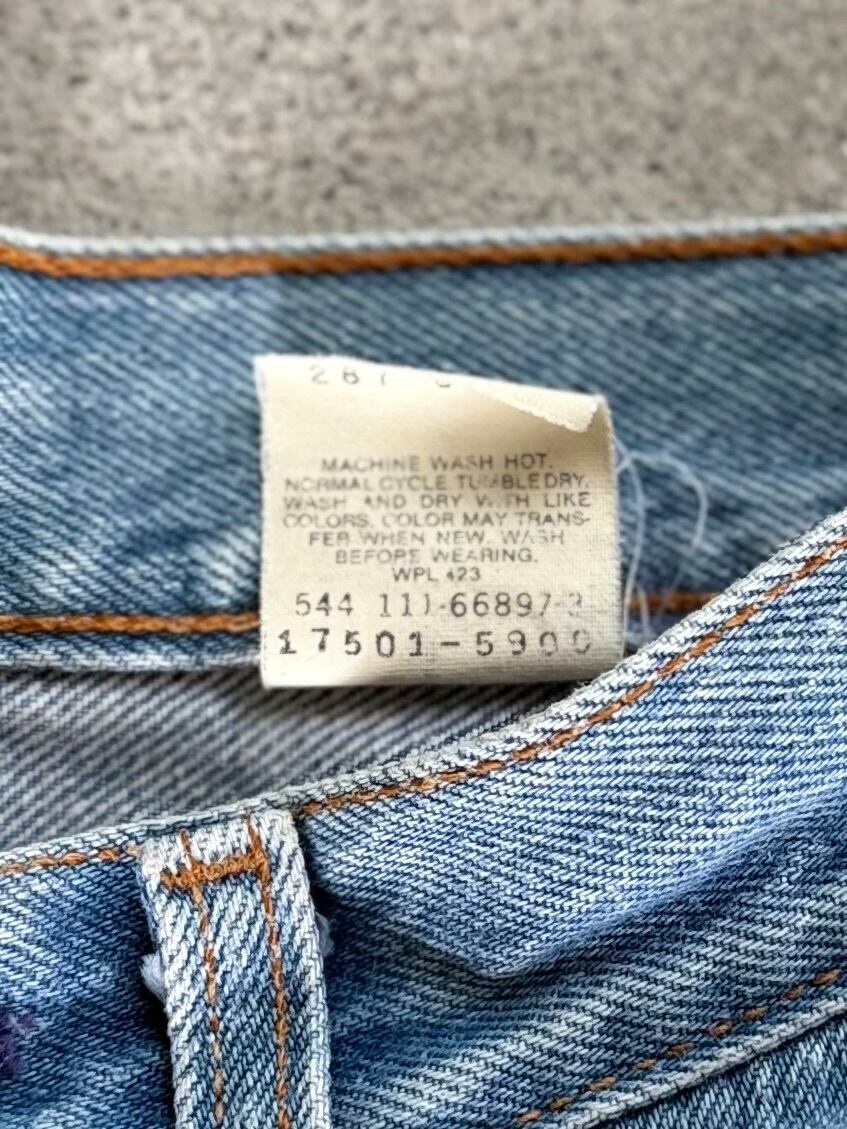 MACHINE WASH HOT.
NORMAL CYCLE TUMBLE DRY.
WASH AND DRY WITH LIKE
COLORS. COLOR MAY TRANS-
FER WHEN NEW. WASH
BEFORE WEARING.
WPL 423
544
17501-5900